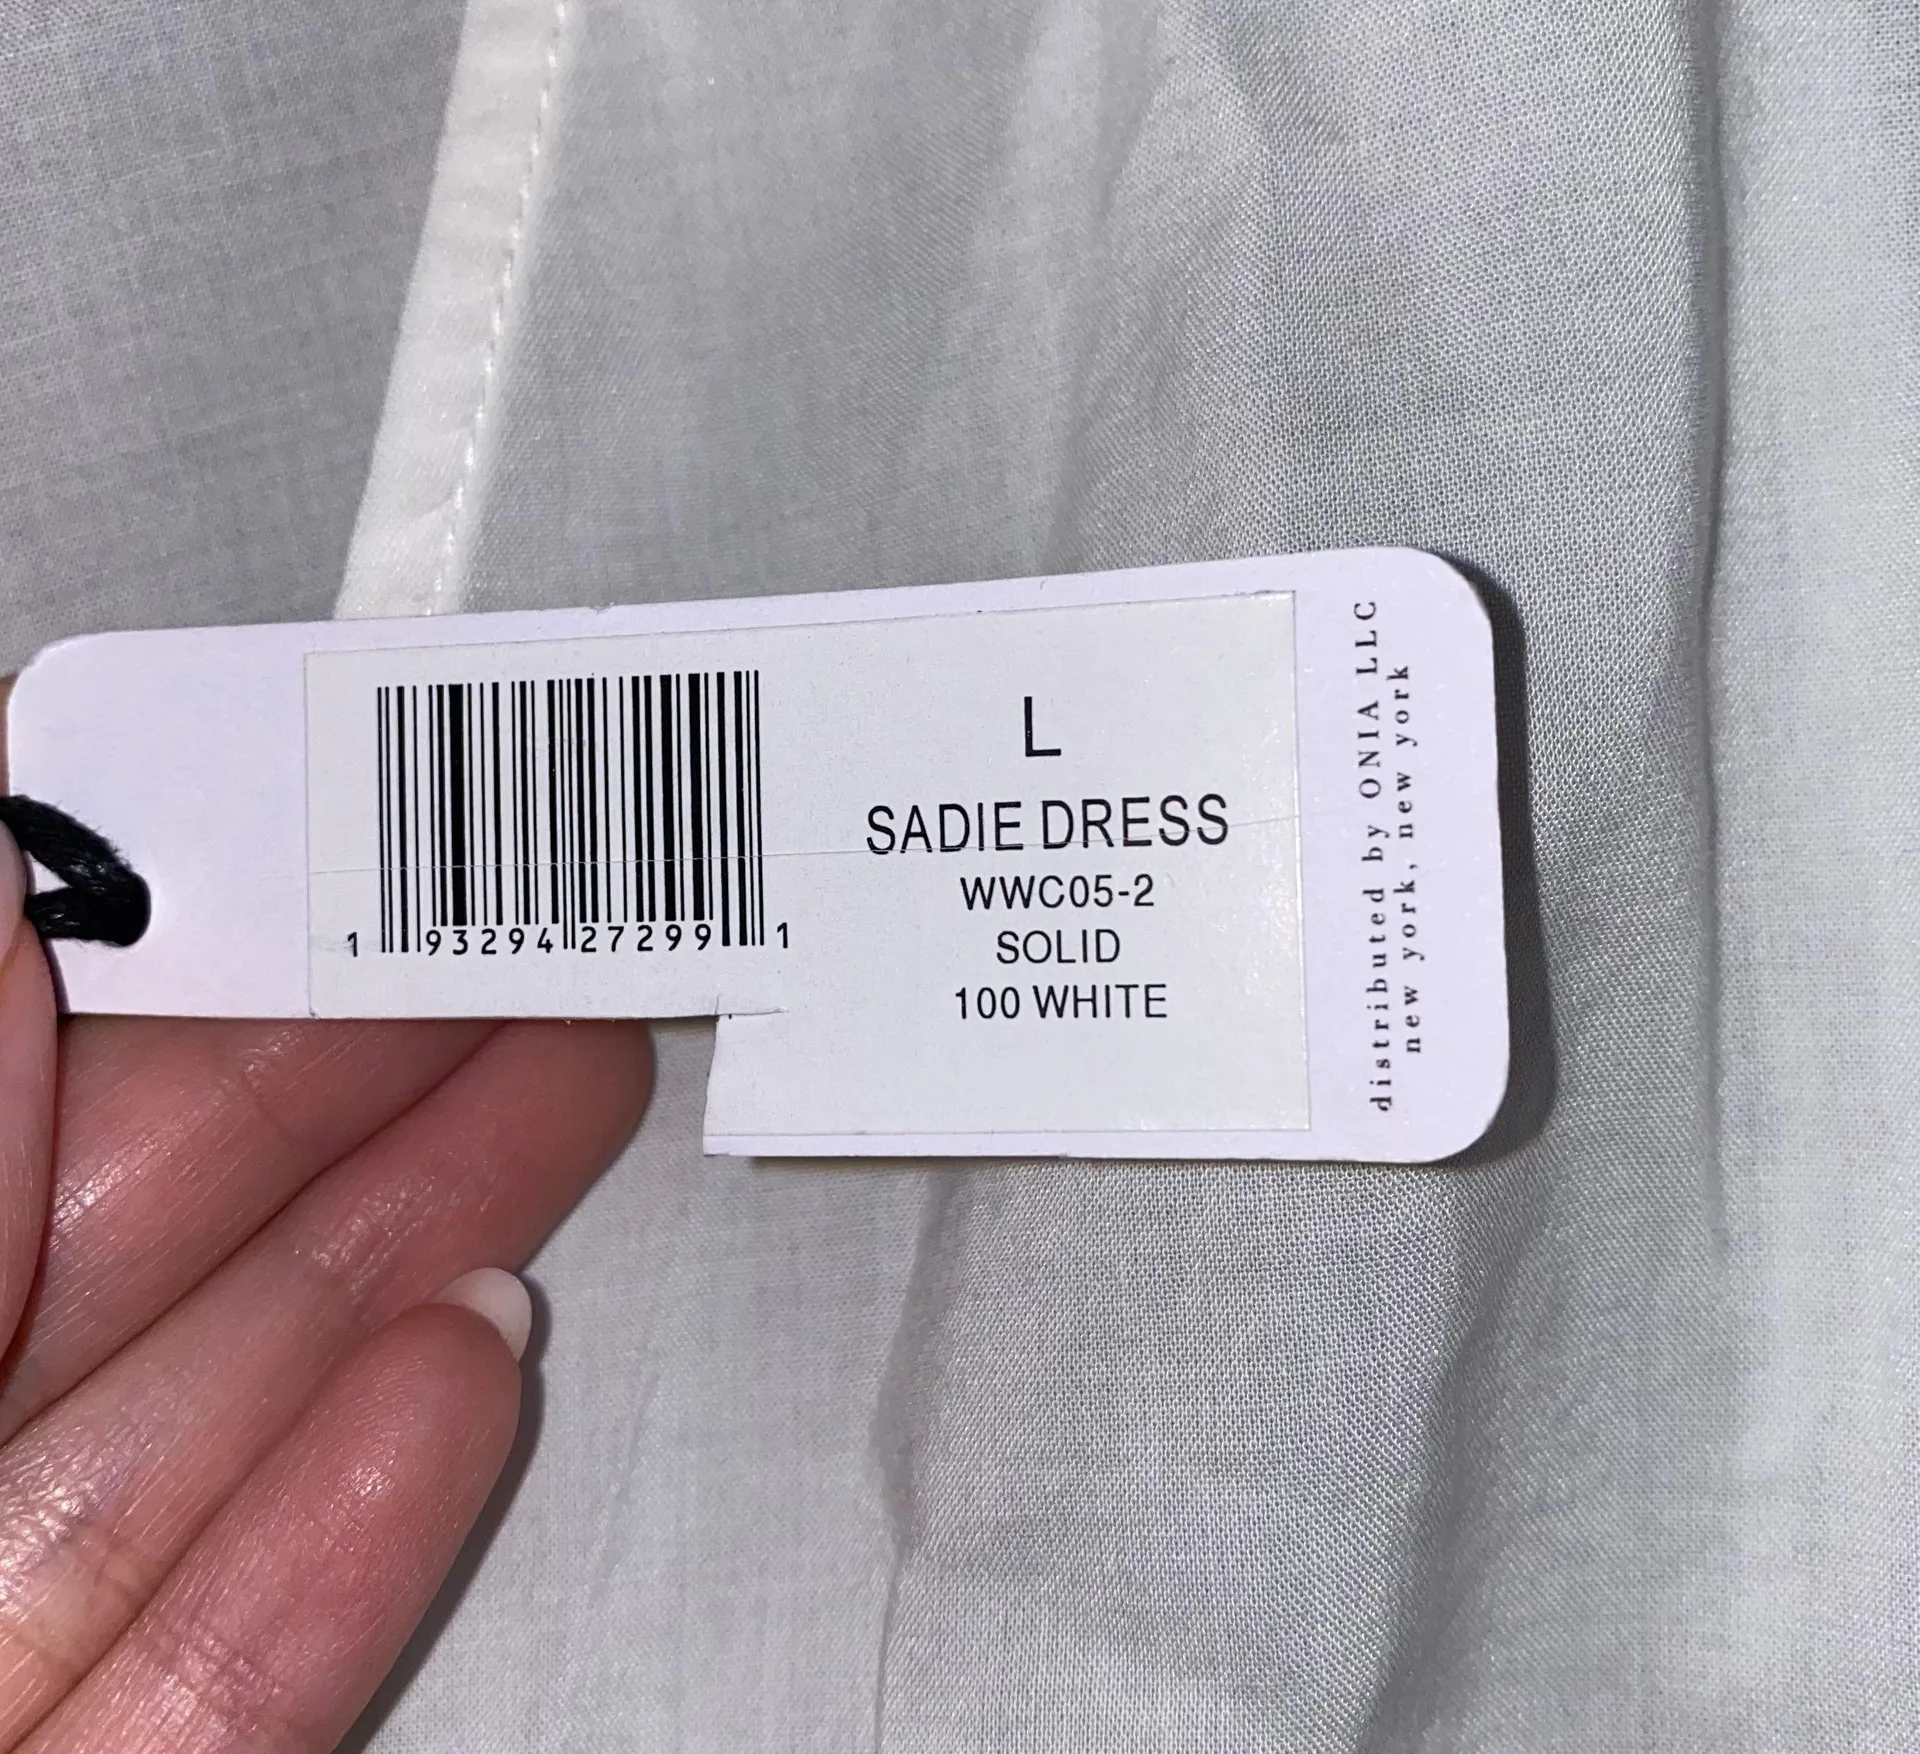 1 93294 27299 1
L
SADIE DRESS
WWC05-2
SOLID
100 WHITE
distributed by ONIA LLC
new york, new york